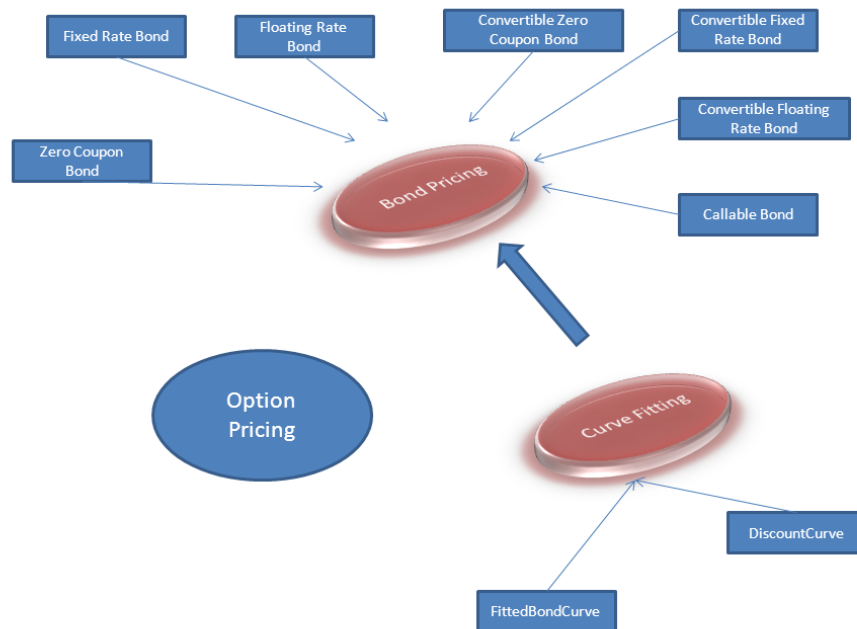 Fixed Rate Bond
Floating Rate
Bond
Convertible Zero
Coupon Bond
Convertible Fixed
Rate Bond
Convertible Floating
Rate Bond
Zero Coupon
Bond
Bond Pricing
Callable Bond
Option
Pricing
Curve Fitting
DiscountCurve
FittedBondCurve